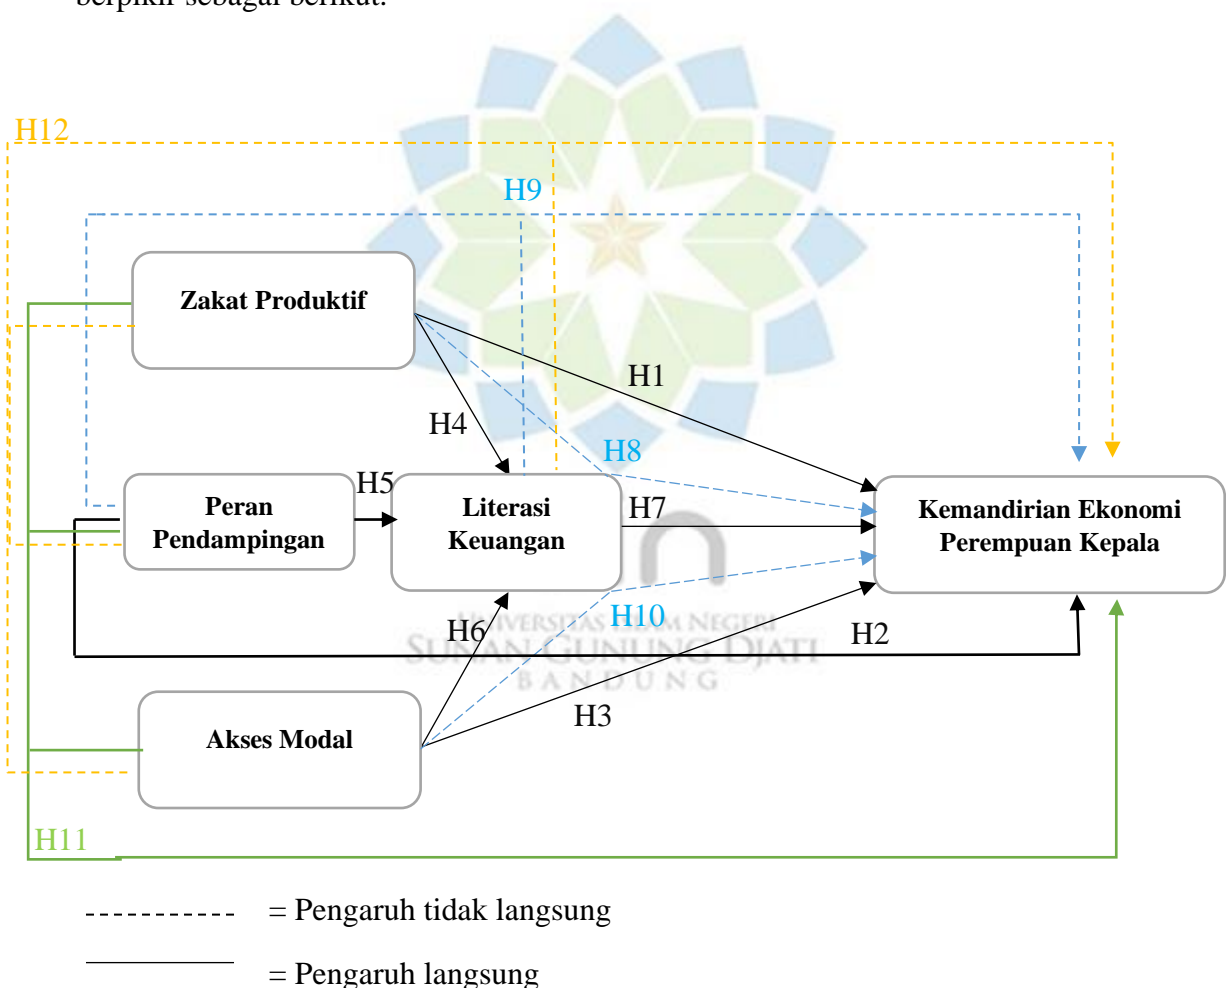 berpikir sebagai berikut:
H12
H9
Zakat Produktif
H1
H4
H8
H5
Peran
Pendampingan
Literasi
Keuangan
H7
Kemandirian Ekonomi
Perempuan Kepala
H10
UNIVERSITAS ISLAM NEGERI
H6
H2
SUNAN GUNUNG DJATI
BANDUNG
H3
Akses Modal
H11
= Pengaruh tidak langsung
= Pengaruh langsung